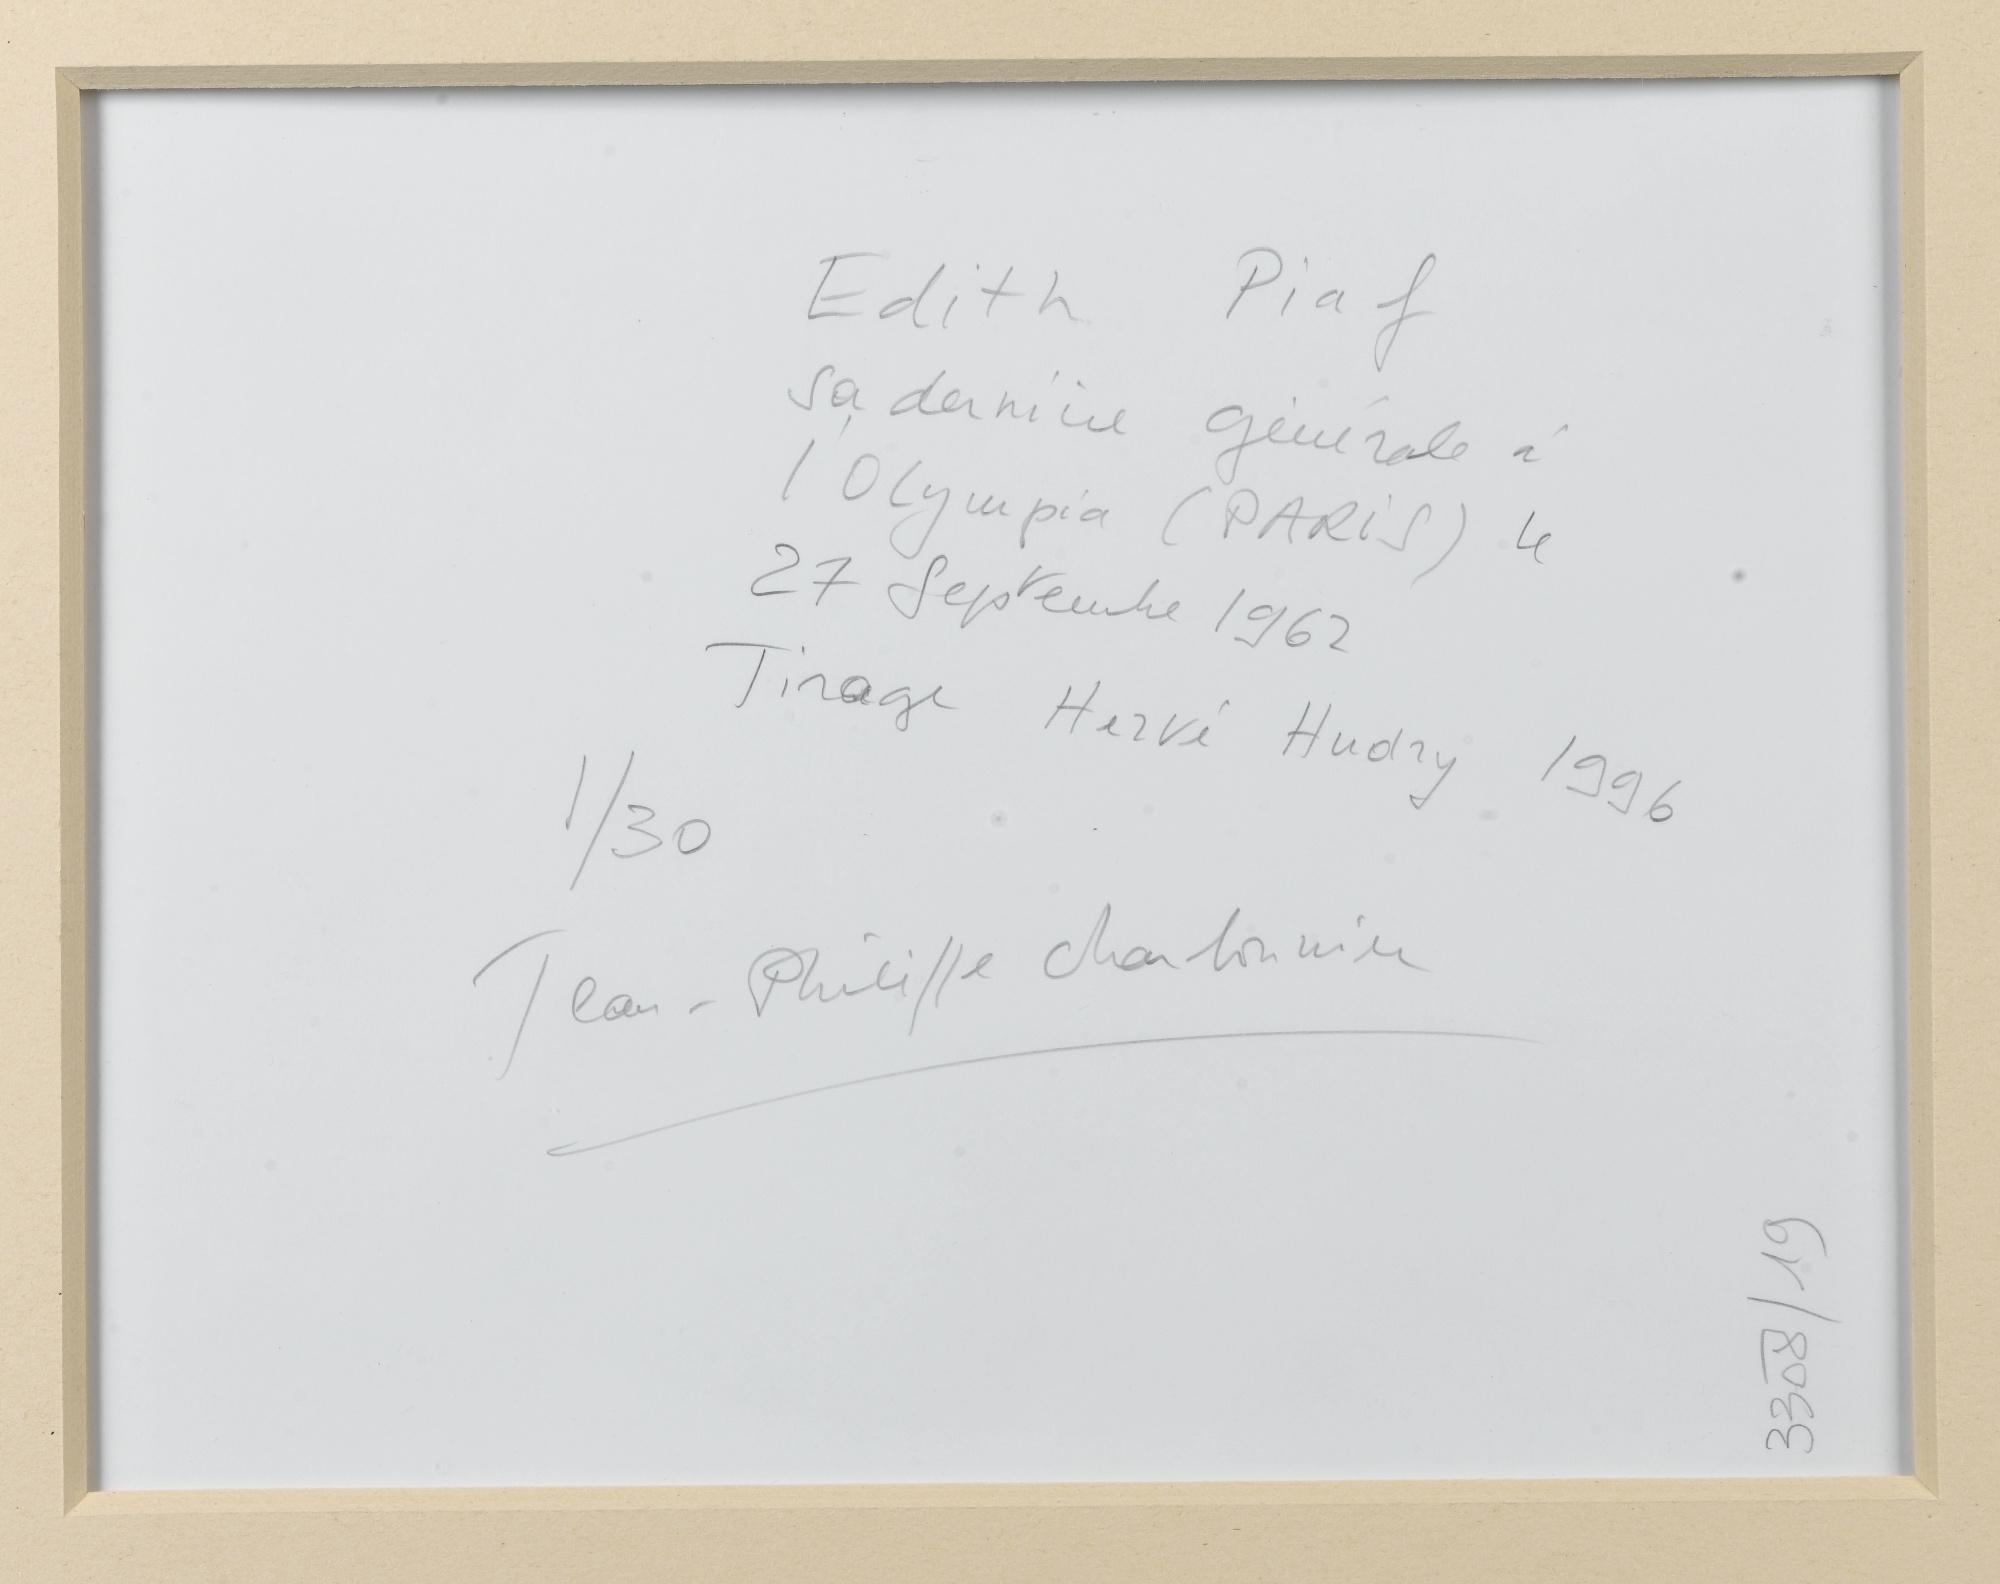 Edith Piaf
sa dernière générale à
l'Olympia (PARIS) le
27 Septembre 1962
Tirage Hervé Hudry 1996
1/30
Jean-Philippe Charbonnier
3308/19